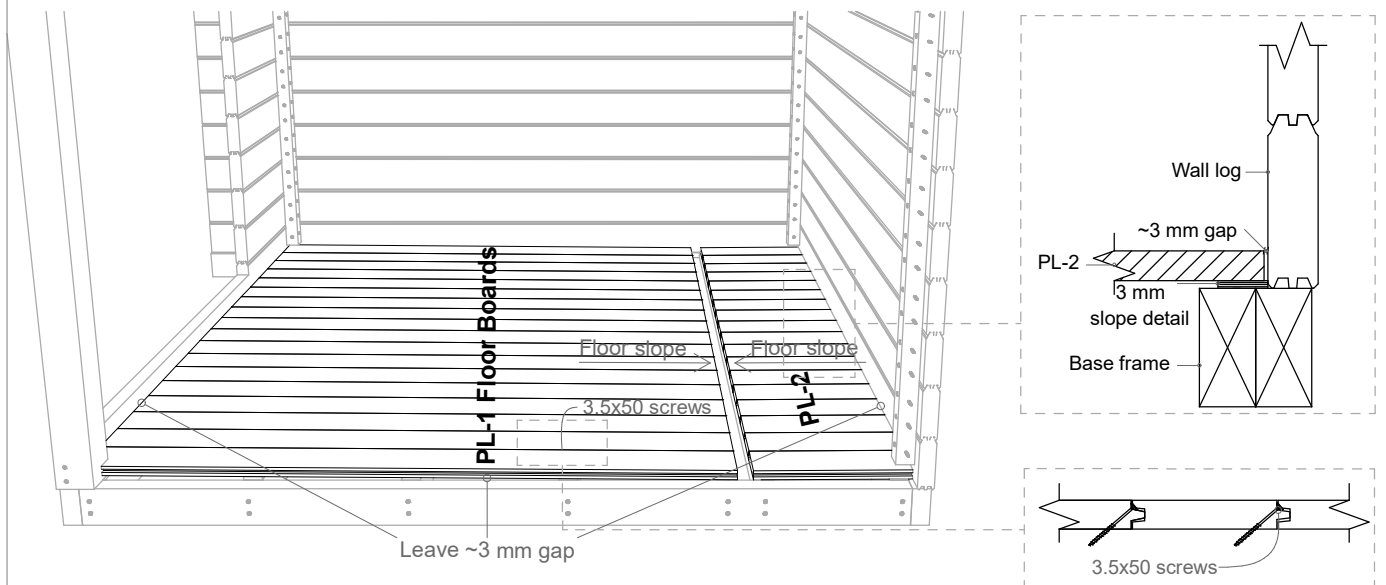 PL-1 Floor Boards
Floor slope
Floor slope
PL-2
3.5x50 screws
Leave ~3 mm gap
Wall log
~3 mm gap
PL-2
3 mm
slope detail
Base frame
3.5x50 screws